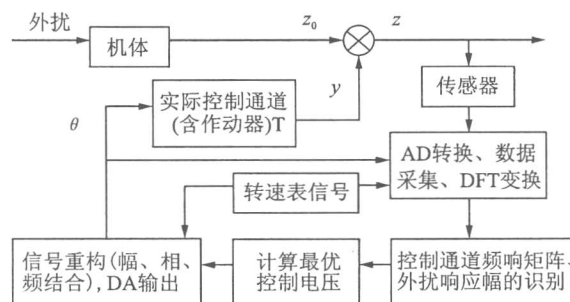 外扰
机体
z₀
z
实际控制通道
(含作动器)T
y
传感器
θ
AD转换、数据
采集、DFT变换
转速表信号
信号重构(幅、相、
频结合),DA输出
计算最优
控制电压
控制通道频响矩阵、
外扰响应幅的识别